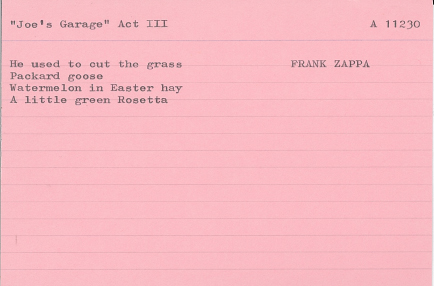 "Joe's Garage" Act III A 11230
He used to cut the grass FRANK ZAPPA
Packard goose
Watermelon in Easter hay
A little green Rosetta